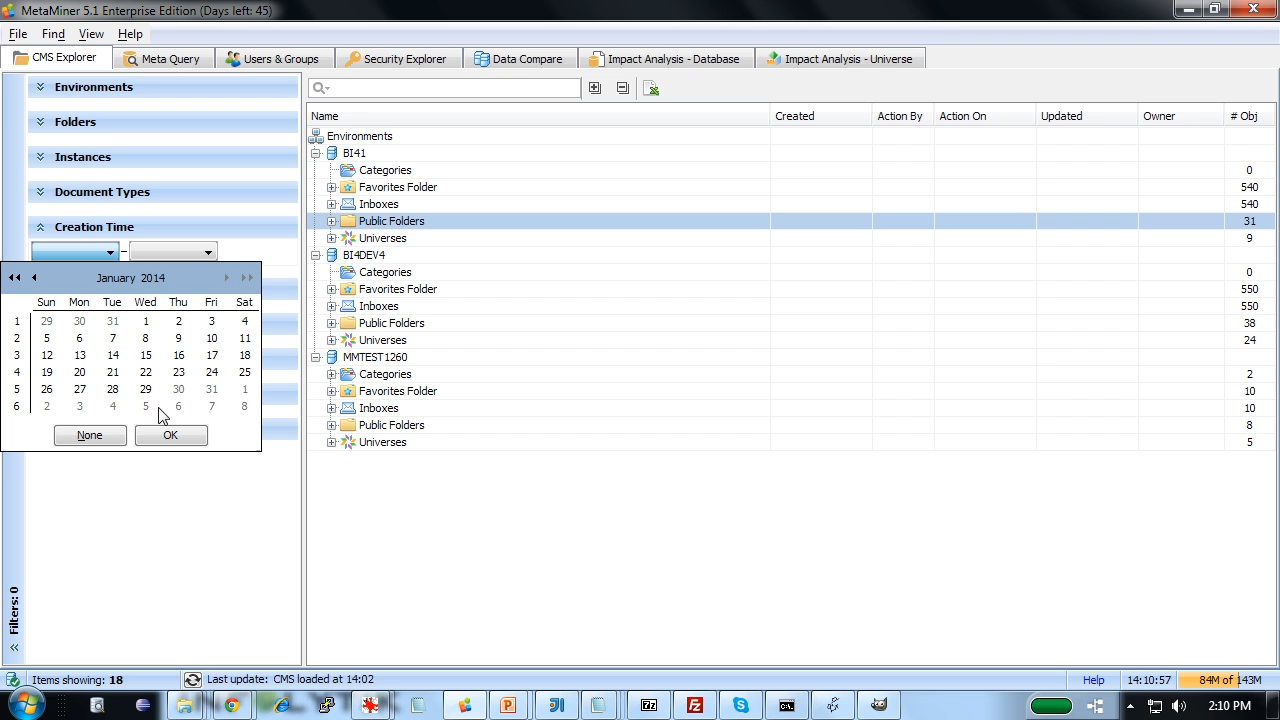 MetaMiner 5.1 Enterprise Edition (Days left: 45)
File Find View Help
CMS Explorer Meta Query Users & Groups Security Explorer Data Compare Impact Analysis - Database Impact Analysis - Universe
Environments
Folders
Instances
Document Types
Creation Time
–
January 2014
Sun Mon Tue Wed Thu Fri Sat
1 29 30 31 1 2 3 4
2 5 6 7 8 9 10 11
3 12 13 14 15 16 17 18
4 19 20 21 22 23 24 25
5 26 27 28 29 30 31 1
6 2 3 4 5 6 7 8
None OK
Filters: 0
Name Created Action By Action On Updated Owner # Obj
Environments
BI41
Categories 0
Favorites Folder 540
Inboxes 540
Public Folders 31
Universes 9
BI4DEV4
Categories 0
Favorites Folder 550
Inboxes 550
Public Folders 38
Universes 24
MMTEST1260
Categories 2
Favorites Folder 10
Inboxes 10
Public Folders 8
Universes 5
Items showing: 18 Last update: CMS loaded at 14:02 Help 14:10:57 84M of 143M
2:10 PM